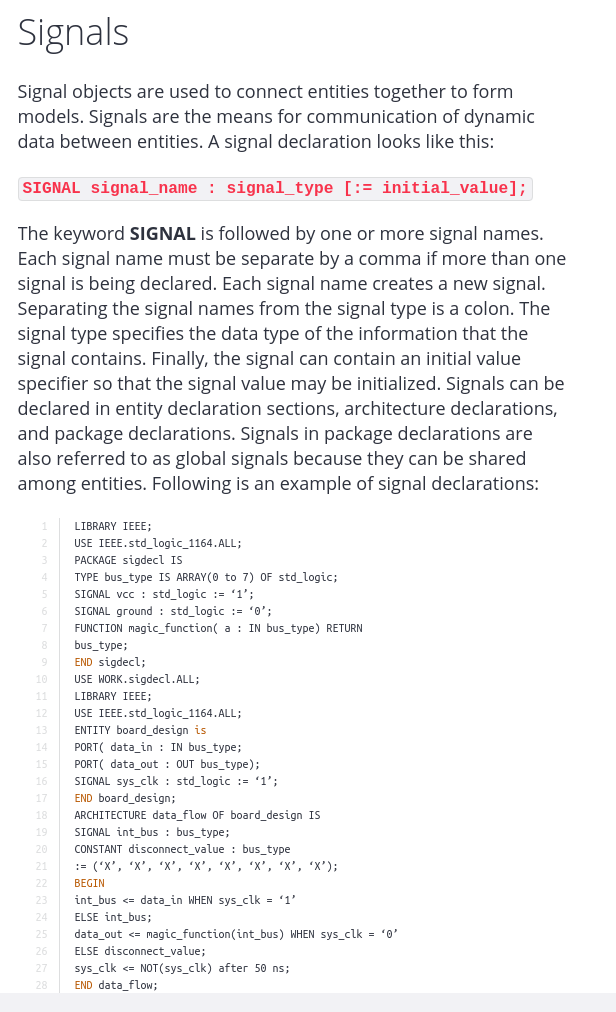 Signals
Signal objects are used to connect entities together to form
models. Signals are the means for communication of dynamic
data between entities. A signal declaration looks like this:
SIGNAL signal_name : signal_type [:= initial_value];
The keyword SIGNAL is followed by one or more signal names.
Each signal name must be separate by a comma if more than one
signal is being declared. Each signal name creates a new signal.
Separating the signal names from the signal type is a colon. The
signal type specifies the data type of the information that the
signal contains. Finally, the signal can contain an initial value
specifier so that the signal value may be initialized. Signals can be
declared in entity declaration sections, architecture declarations,
and package declarations. Signals in package declarations are
also referred to as global signals because they can be shared
among entities. Following is an example of signal declarations:
1 LIBRARY IEEE;
2 USE IEEE.std_logic_1164.ALL;
3 PACKAGE sigdecl IS
4 TYPE bus_type IS ARRAY(0 to 7) OF std_logic;
5 SIGNAL vcc : std_logic := ‘1’;
6 SIGNAL ground : std_logic := ‘0’;
7 FUNCTION magic_function( a : IN bus_type) RETURN
8 bus_type;
9 END sigdecl;
10 USE WORK.sigdecl.ALL;
11 LIBRARY IEEE;
12 USE IEEE.std_logic_1164.ALL;
13 ENTITY board_design is
14 PORT( data_in : IN bus_type;
15 PORT( data_out : OUT bus_type);
16 SIGNAL sys_clk : std_logic := ‘1’;
17 END board_design;
18 ARCHITECTURE data_flow OF board_design IS
19 SIGNAL int_bus : bus_type;
20 CONSTANT disconnect_value : bus_type
21 := (‘X’, ‘X’, ‘X’, ‘X’, ‘X’, ‘X’, ‘X’, ‘X’);
22 BEGIN
23 int_bus <= data_in WHEN sys_clk = ‘1’
24 ELSE int_bus;
25 data_out <= magic_function(int_bus) WHEN sys_clk = ‘0’
26 ELSE disconnect_value;
27 sys_clk <= NOT(sys_clk) after 50 ns;
28 END data_flow;